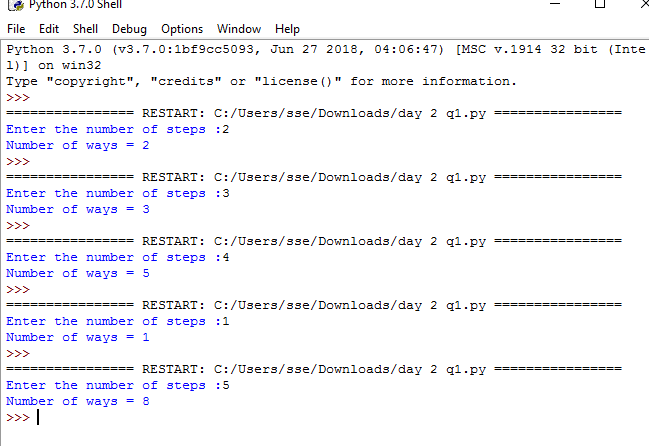 Python 3.7.0 Shell
File Edit Shell Debug Options Window Help
Python 3.7.0 (v3.7.0:1bf9cc5093, Jun 27 2018, 04:06:47) [MSC v.1914 32 bit (Inte
l)] on win32
Type "copyright", "credits" or "license()" for more information.
>>>
================ RESTART: C:/Users/sse/Downloads/day 2 q1.py ================
Enter the number of steps :2
Number of ways = 2
>>>
================ RESTART: C:/Users/sse/Downloads/day 2 q1.py ================
Enter the number of steps :3
Number of ways = 3
>>>
================ RESTART: C:/Users/sse/Downloads/day 2 q1.py ================
Enter the number of steps :4
Number of ways = 5
>>>
================ RESTART: C:/Users/sse/Downloads/day 2 q1.py ================
Enter the number of steps :1
Number of ways = 1
>>>
================ RESTART: C:/Users/sse/Downloads/day 2 q1.py ================
Enter the number of steps :5
Number of ways = 8
>>>